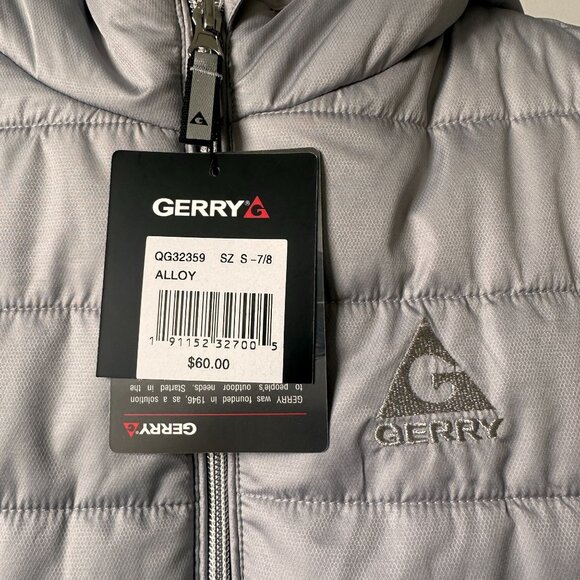 G
GERRY
QG32359 SZ S-7/8
ALLOY
1 91152 32700 5
$60.00
GERRY was founded in 1946, as a solution
to people's outdoor needs. Started in the
GERRY
G
GERRY